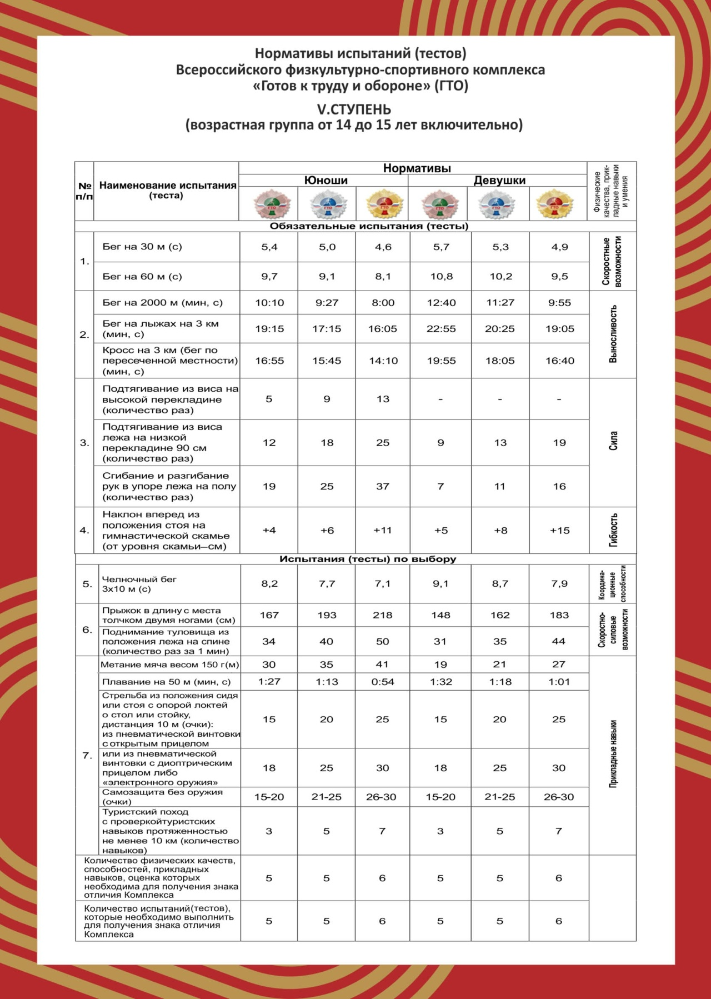 Нормативы испытаний (тестов)
Всероссийского физкультурно-спортивного комплекса
«Готов к труду и обороне» (ГТО)
V.СТУПЕНЬ
(возрастная группа от 14 до 15 лет включительно)
№
п/п
Наименование испытания
(теста)
Нормативы
Юноши
Девушки
ГТО
ГТО
ГТО
ГТО
ГТО
ГТО
Физические
качества, прик-
ладные навыки
и умения
Обязательные испытания (тесты)
1.
Бег на 30 м (с) 5,4 5,0 4,6 5,7 5,3 4,9
Бег на 60 м (с) 9,7 9,1 8,1 10,8 10,2 9,5
Скоростные
возможности
2.
Бег на 2000 м (мин, с) 10:10 9:27 8:00 12:40 11:27 9:55
Бег на лыжах на 3 км
(мин, с) 19:15 17:15 16:05 22:55 20:25 19:05
Кросс на 3 км (бег по
пересеченной местности) 16:55 15:45 14:10 19:55 18:05 16:40
(мин, с)
Выносливость
3.
Подтягивание из виса на
высокой перекладине 5 9 13 - - -
(количество раз)
Подтягивание из виса
лежа на низкой
перекладине 90 см 12 18 25 9 13 19
(количество раз)
Сгибание и разгибание
рук в упоре лежа на полу 19 25 37 7 11 16
(количество раз)
Сила
4.
Наклон вперед из
положения стоя на
гимнастической скамье +4 +6 +11 +5 +8 +15
(от уровня скамьи–см)
Гибкость
Испытания (тесты) по выбору
5.
Челночный бег
3х10 м (с) 8,2 7,7 7,1 9,1 8,7 7,9
Координа-
ционные
способности
6.
Прыжок в длину с места
толчком двумя ногами (см) 167 193 218 148 162 183
Поднимание туловища из
положения лежа на спине 34 40 50 31 35 44
(количество раз за 1 мин)
Скоростно-
силовые
возможности
7.
Метание мяча весом 150 г(м) 30 35 41 19 21 27
Плавание на 50 м (мин, с) 1:27 1:13 0:54 1:32 1:18 1:01
Стрельба из положения сидя
или стоя с опорой локтей
о стол или стойку,
дистанция 10 м (очки): 15 20 25 15 20 25
из пневматической винтовки
с открытым прицелом
или из пневматической
винтовки с диоптрическим 18 25 30 18 25 30
прицелом либо
«электронного оружия»
Самозащита без оружия
(очки) 15-20 21-25 26-30 15-20 21-25 26-30
Туристский поход
с проверкойтуристских
навыков протяженностью 3 5 7 3 5 7
не менее 10 км (количество
навыков)
Прикладные навыки
Количество физических качеств,
способностей, прикладных
навыков, оценка которых 5 5 6 5 5 6
необходима для получения знака
отличия Комплекса
Количество испытаний(тестов),
которые необходимо выполнить
для получения знака отличия 5 5 6 5 5 6
Комплекса